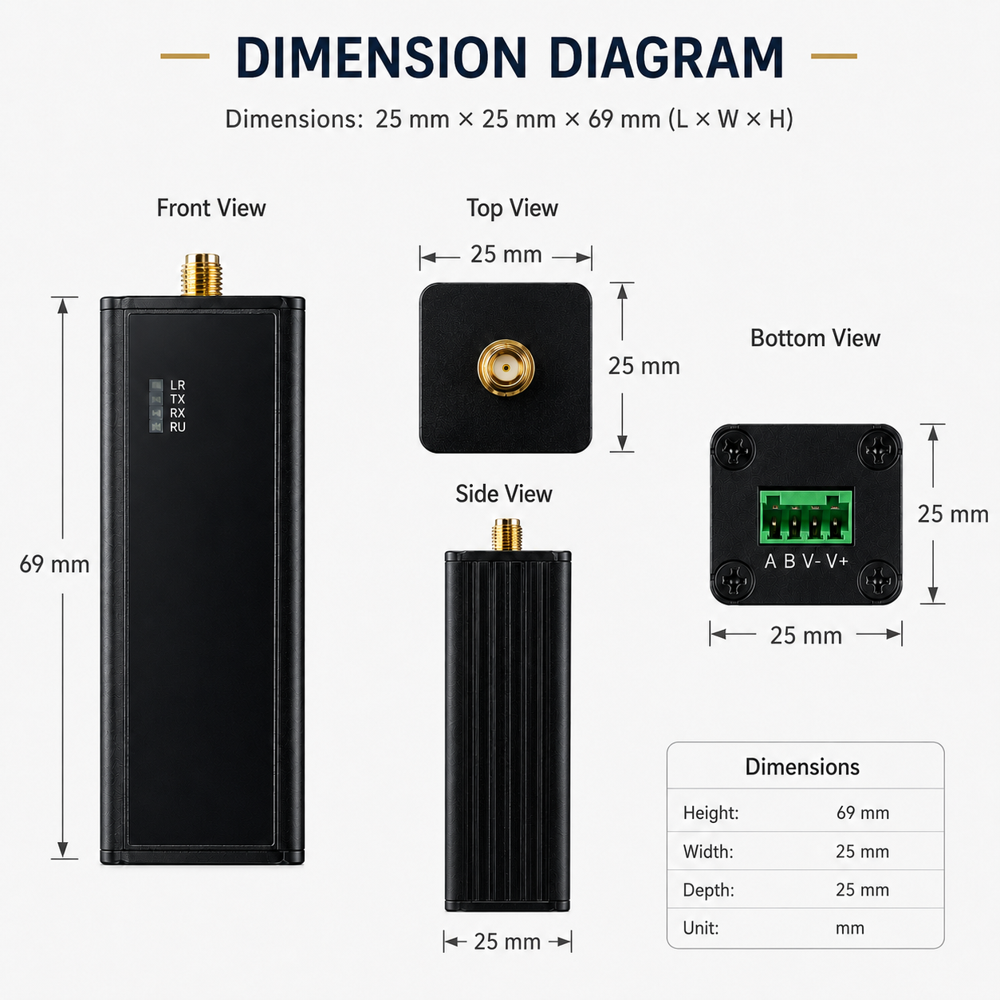 DIMENSION DIAGRAM
Dimensions: 25 mm × 25 mm × 69 mm (L × W × H)
Front View
Top View
25 mm
25 mm
Bottom View
LR
TX
RX
RU
Side View
69 mm
A B V- V+
25 mm
25 mm
25 mm
Dimensions
Height: 69 mm
Width: 25 mm
Depth: 25 mm
Unit: mm